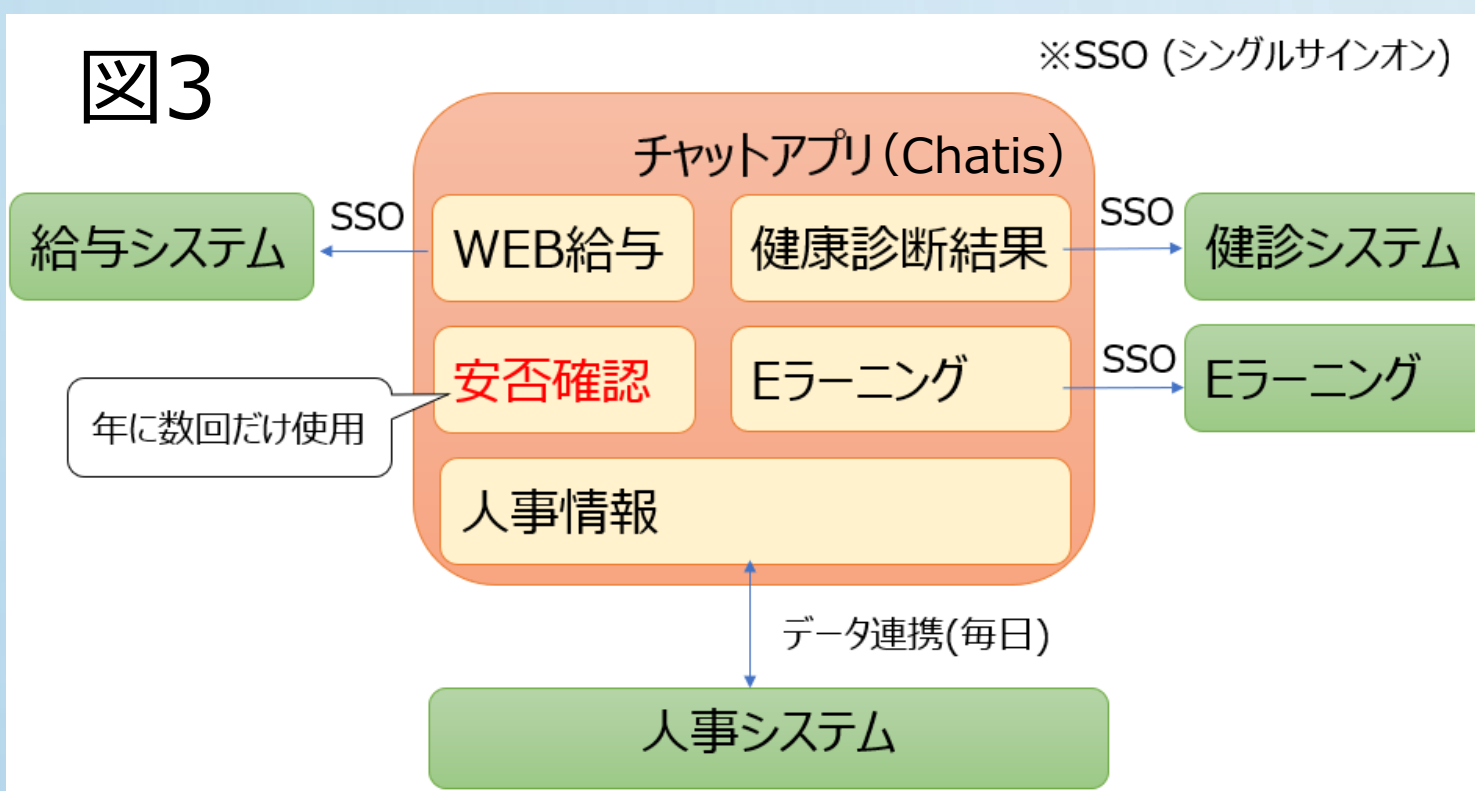 図3
※SSO (シングルサインオン)
チャットアプリ(Chatis)
給与システム
SSO
WEB給与
健康診断結果
SSO
健診システム
安否確認
Eラーニング
SSO
Eラーニング
年に数回だけ使用
人事情報
データ連携(毎日)
人事システム